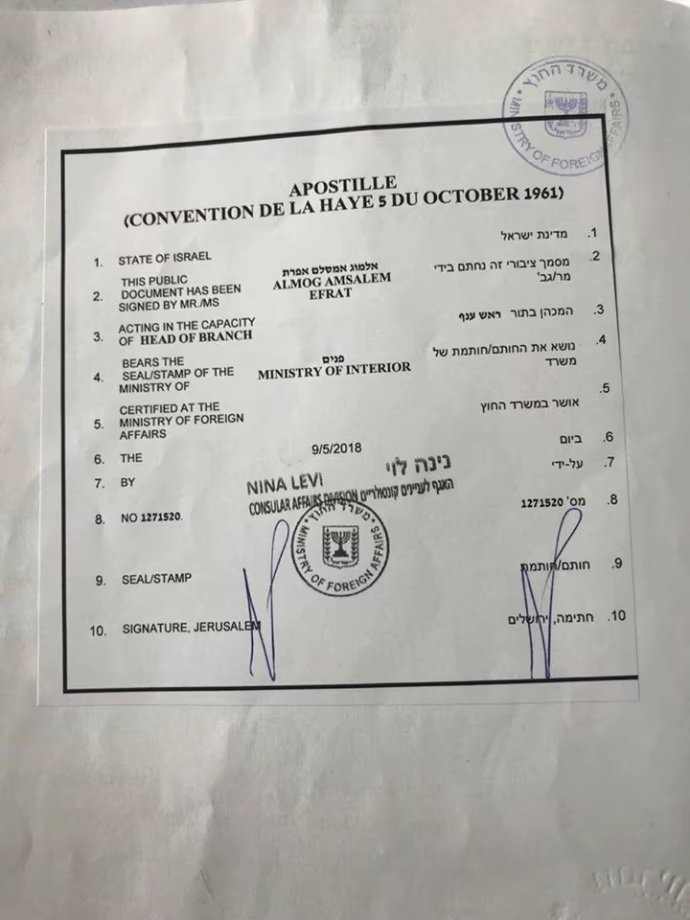 משרד החוץ
MINISTRY OF FOREIGN AFFAIRS
APOSTILLE
(CONVENTION DE LA HAYE 5 DU OCTOBER 1961)
1. STATE OF ISRAEL
מדינת ישראל .1
2. THIS PUBLIC
DOCUMENT HAS BEEN
SIGNED BY MR./MS
אלמוג אמסלם אפרת
ALMOG AMSALEM
EFRAT
מסמך ציבורי זה נחתם בידי .2
מר/גב'
3. ACTING IN THE CAPACITY
OF HEAD OF BRANCH
המכהן בתור ראש ענף .3
4. BEARS THE
SEAL/STAMP OF THE
MINISTRY OF
פנים
MINISTRY OF INTERIOR
נושא את החותם/חותמת של .4
משרד
5. CERTIFIED AT THE
MINISTRY OF FOREIGN
AFFAIRS
.5
אושר במשרד החוץ
6. THE
9/5/2018
ביום .6
7. BY
על-ידי .7
NINA LEVI נינה לוי
CONSULAR AFFAIRS DIVISION האגף לעניינים קונסולריים
8. NO 1271520.
מס' 1271520 .8
משרד החוץ
MINISTRY OF FOREIGN AFFAIRS
9. SEAL/STAMP
חותם/חותמת .9
10. SIGNATURE, JERUSALEM
חתימה, ירושלים .10